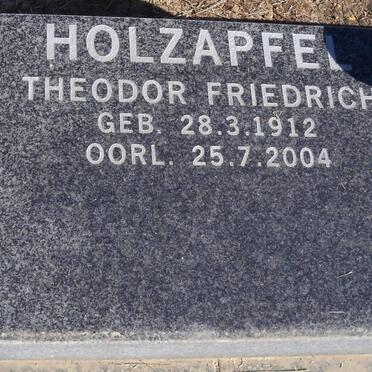 HOLZAPFEL
THEODOR FRIEDRICH
GEB. 28.3.1912
OORL. 25.7.2004